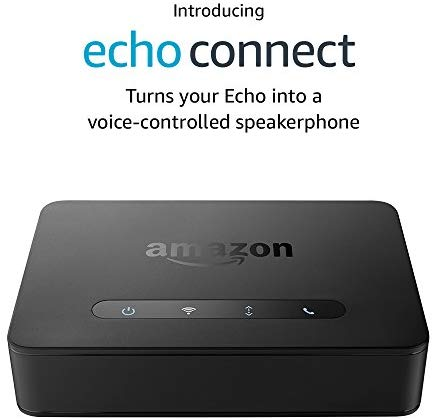 Introducing
echo connect
Turns your Echo into a
voice-controlled speakerphone
amazon